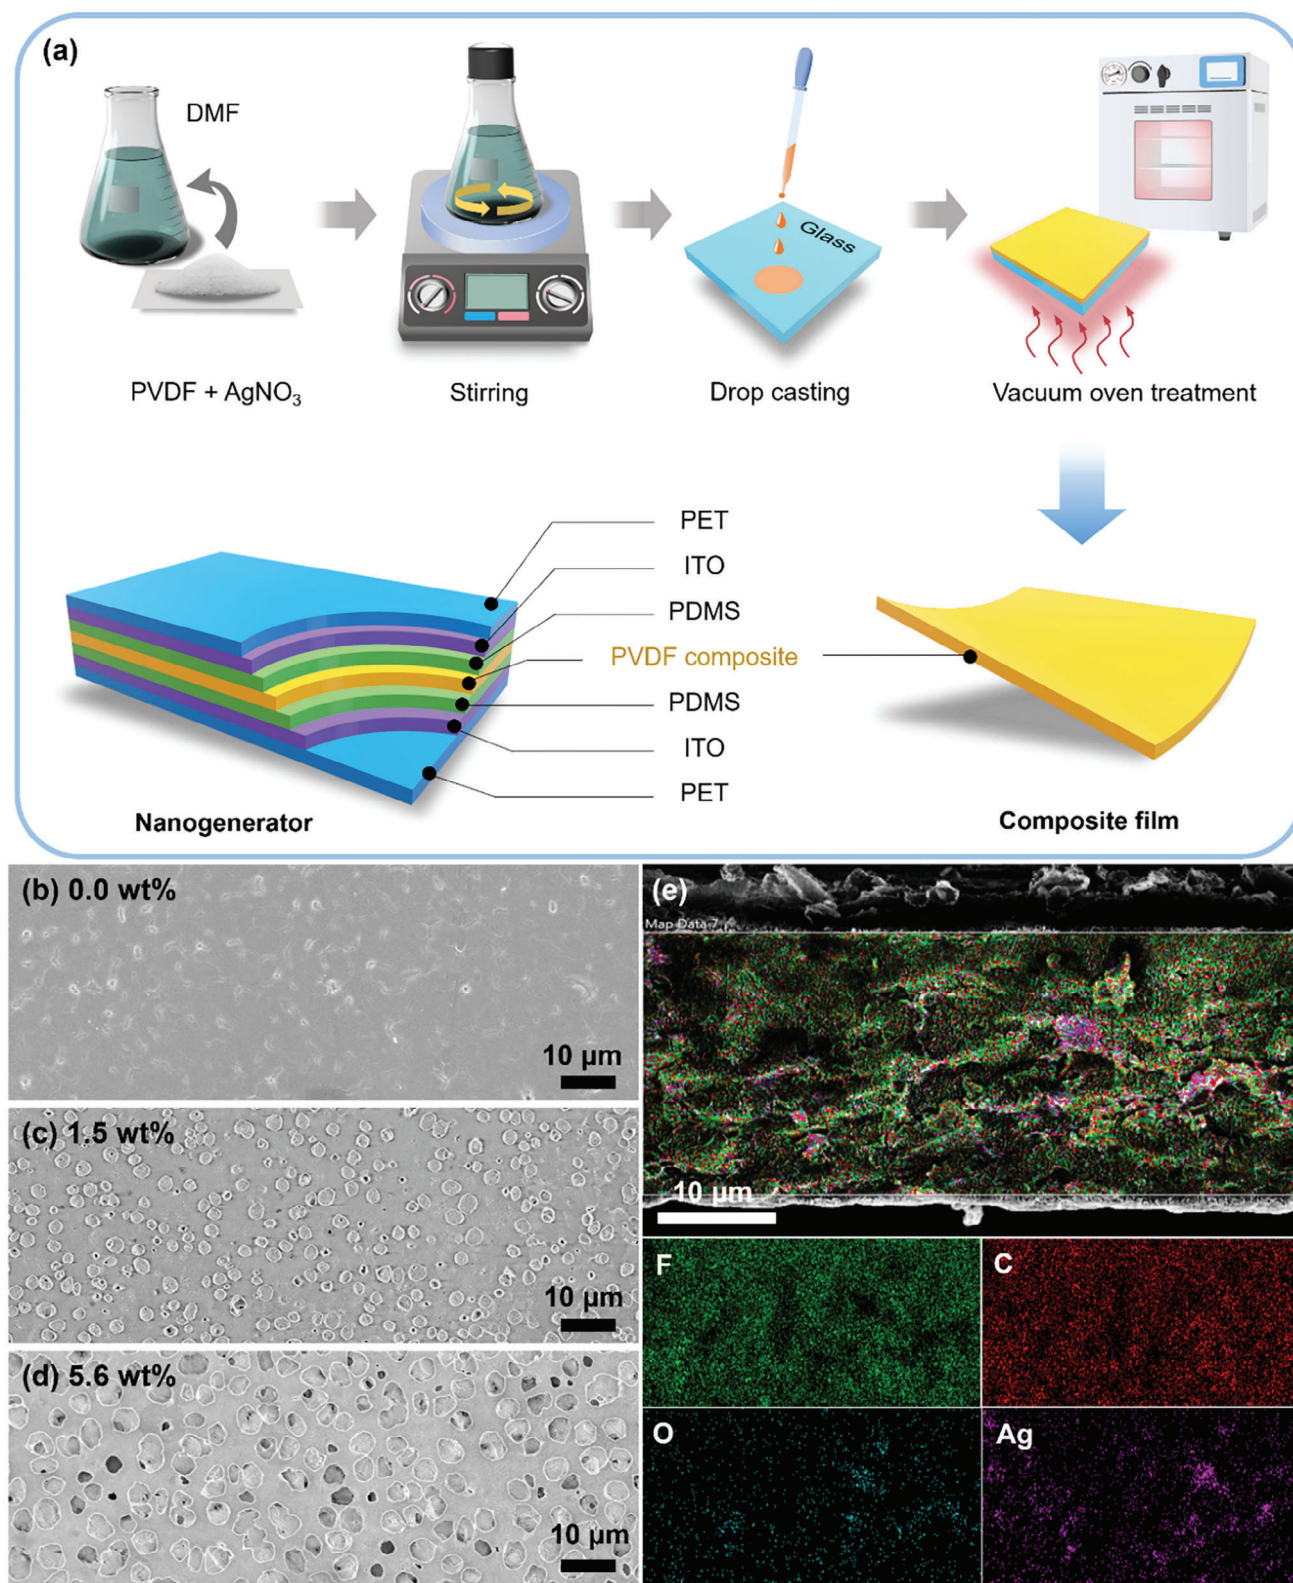 (a)
DMF
Glass
PVDF + AgNO₃
Stirring
Drop casting
Vacuum oven treatment
PET
ITO
PDMS
PVDF composite
PDMS
ITO
PET
Nanogenerator
Composite film
(b) 0.0 wt%
10 µm
(c) 1.5 wt%
10 µm
(d) 5.6 wt%
10 µm
(e)
Map Data 7
10 µm
F
C
O
Ag